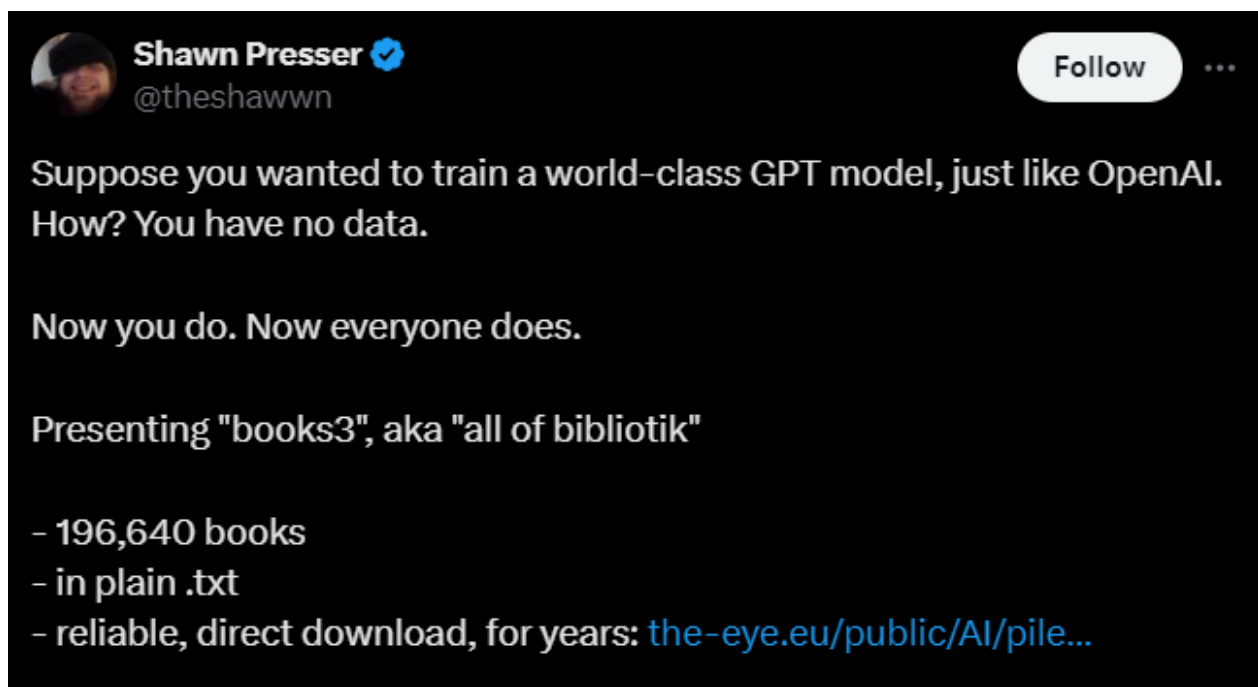 Shawn Presser
@theshawwn
Follow
Suppose you wanted to train a world-class GPT model, just like OpenAI.
How? You have no data.
Now you do. Now everyone does.
Presenting "books3", aka "all of bibliotik"
- 196,640 books
- in plain .txt
- reliable, direct download, for years: the-eye.eu/public/AI/pile...